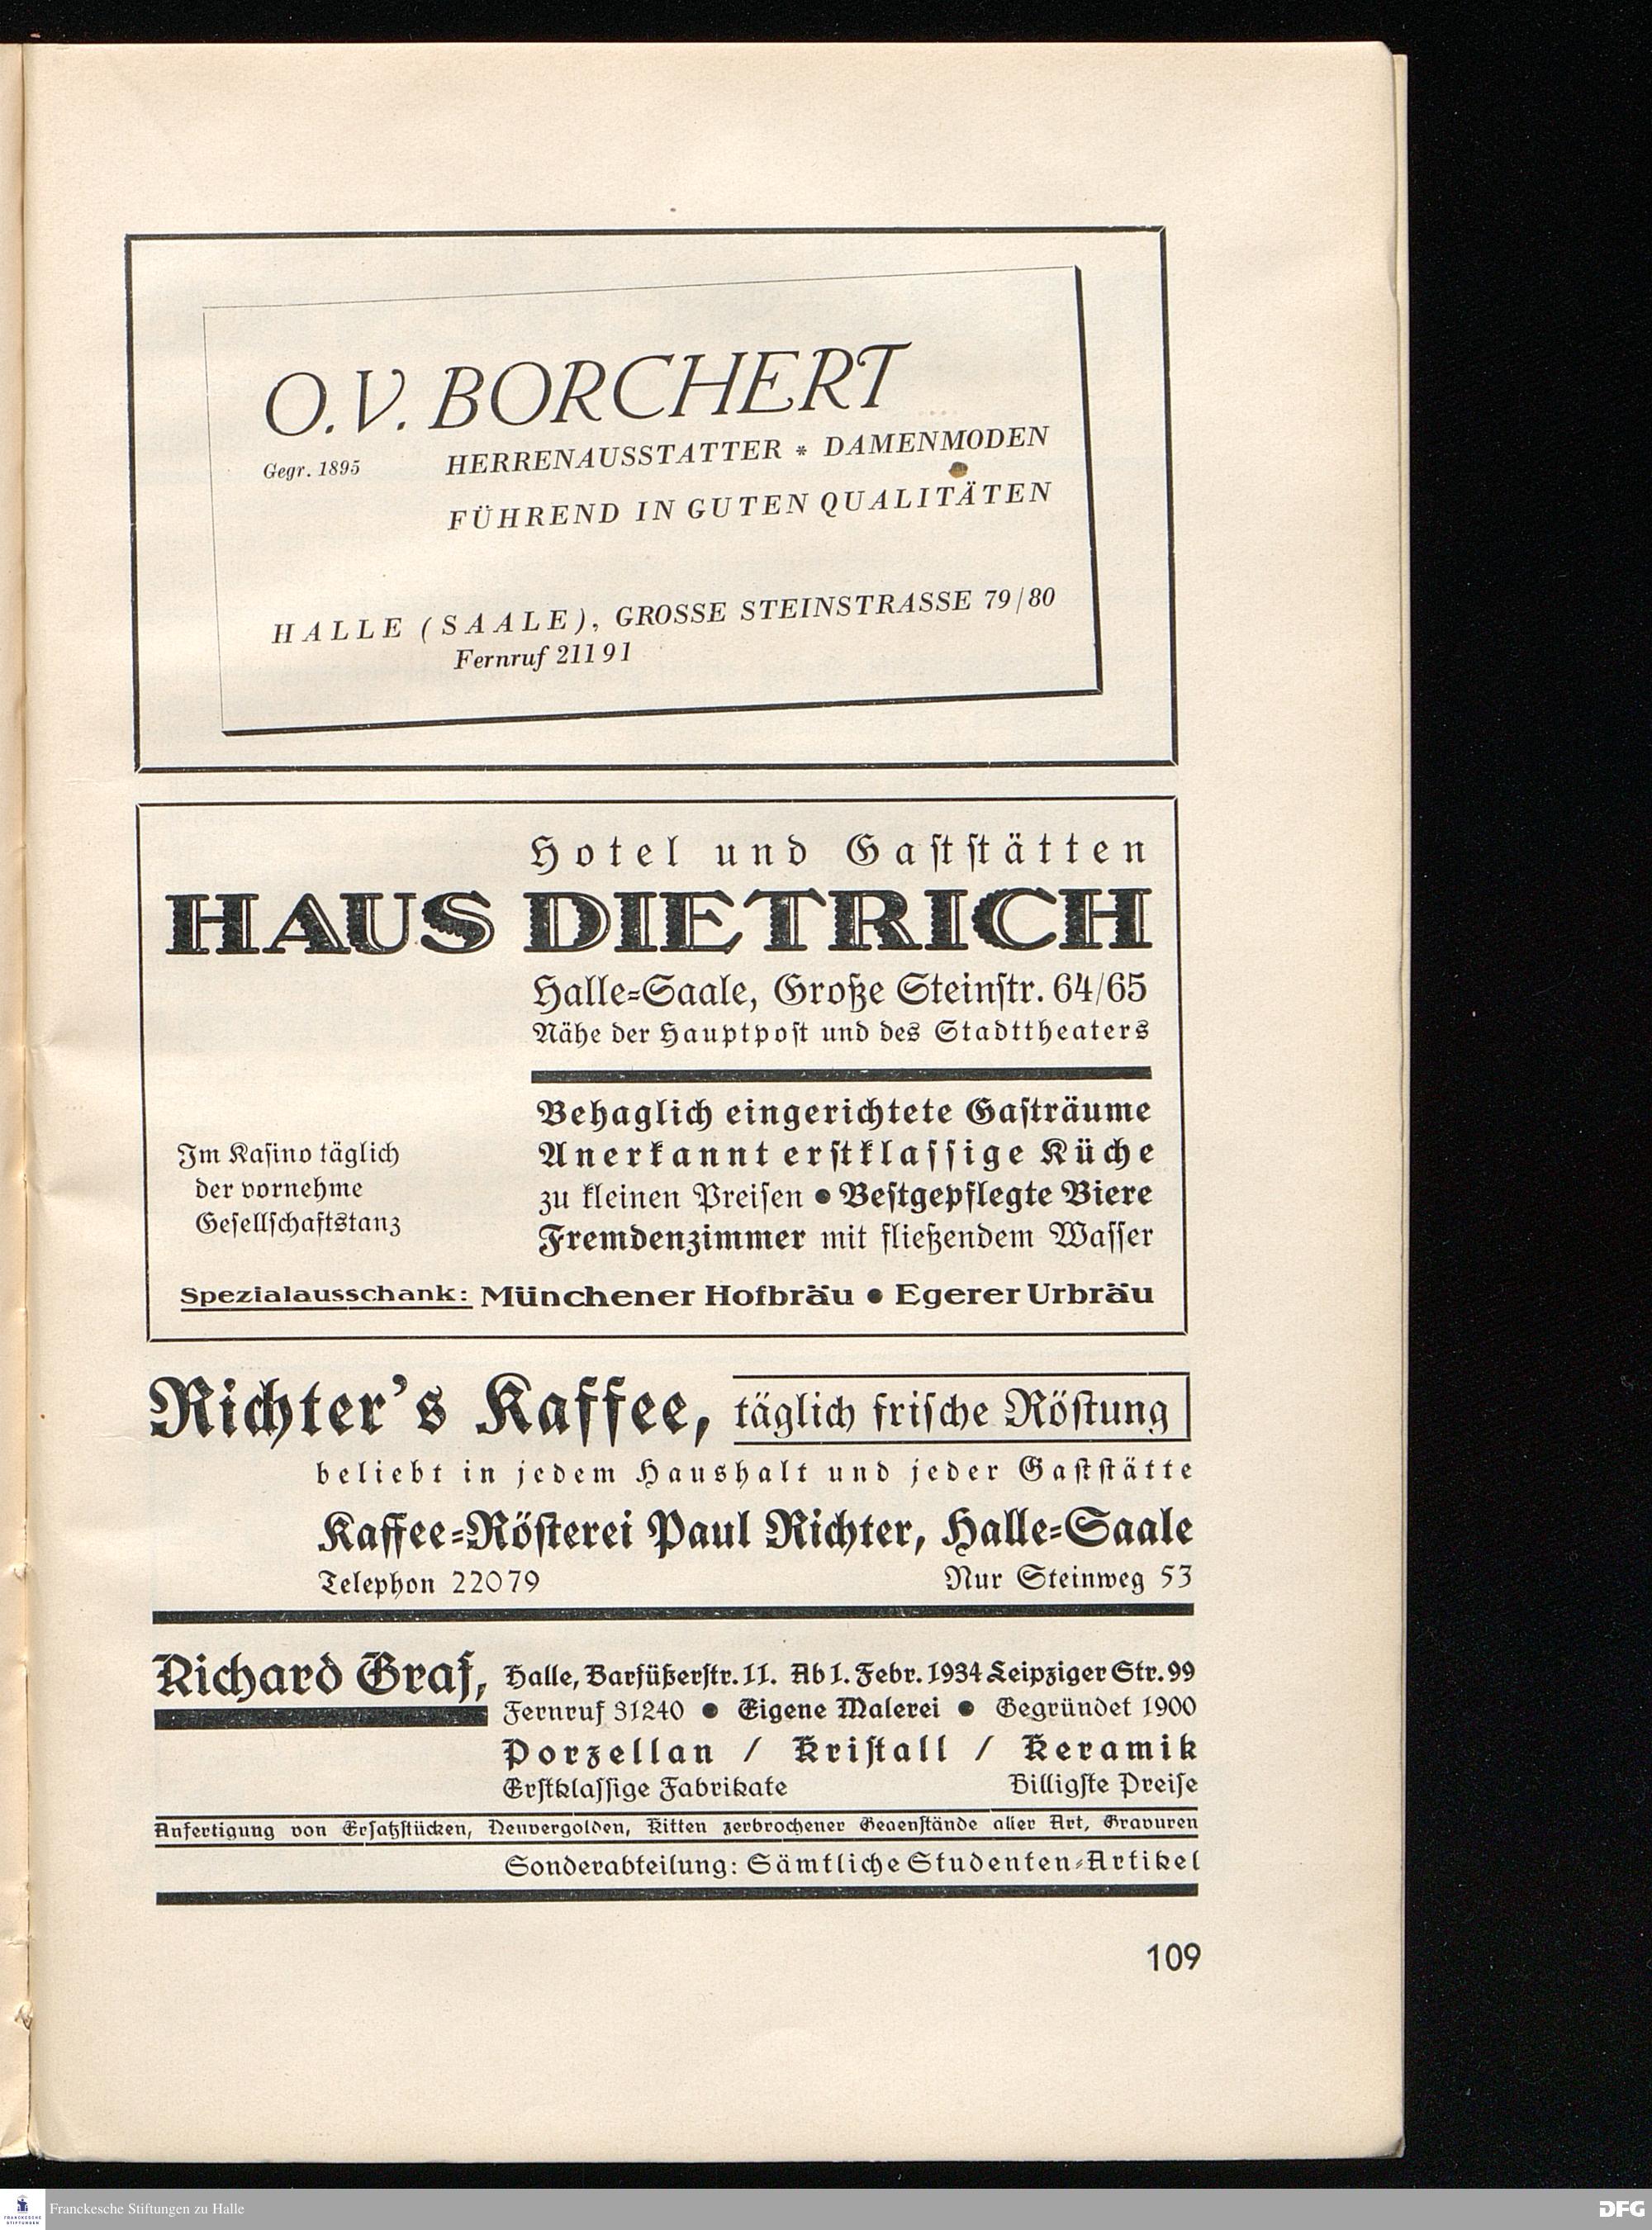 O. V. BORCHERT
Gegr. 1895 HERRENAUSSTATTER * DAMENMODEN
FÜHREND IN GUTEN QUALITÄTEN
HALLE (SAALE), GROSSE STEINSTRASSE 79/80
Fernruf 21191
Hotel und Gaſtſtätten
HAUS DIETRICH
Halle-Saale, Große Steinſtr. 64/65
Nähe der Hauptpoſt und des Stadttheaters
Im Kaſino täglich
der vornehme
Geſellſchaftstanz
Behaglich eingerichtete Gaſträume
Anerkannt erſtklaſſige Küche
zu kleinen Preiſen ● Beſtgepflegte Biere
Fremdenzimmer mit fließendem Waſſer
Spezialausschank: Münchener Hofbräu ● Egerer Urbräu
Richter's Kaffee, täglich friſche Röſtung
beliebt in jedem Haushalt und jeder Gaſtſtätte
Kaffee-Röſterei Paul Richter, Halle-Saale
Telephon 22079 Nur Steinweg 53
Richard Graf, Halle, Barfüßerſtr. 11. Ab 1. Febr. 1934 Leipziger Str. 99
Fernruf 31240 ● Eigene Malerei ● Gegründet 1900
Porzellan / Kriſtall / Keramik
Erſtklaſſige Fabrikate Billigſte Preiſe
Anfertigung von Erſatzſtücken, Neuvergolden, Kitten zerbrochener Gegenſtände aller Art, Gravuren
Sonderabteilung: Sämtliche Studenten-Artikel
109
FRANCKESCHE STIFTUNGEN
Franckesche Stiftungen zu Halle
DFG